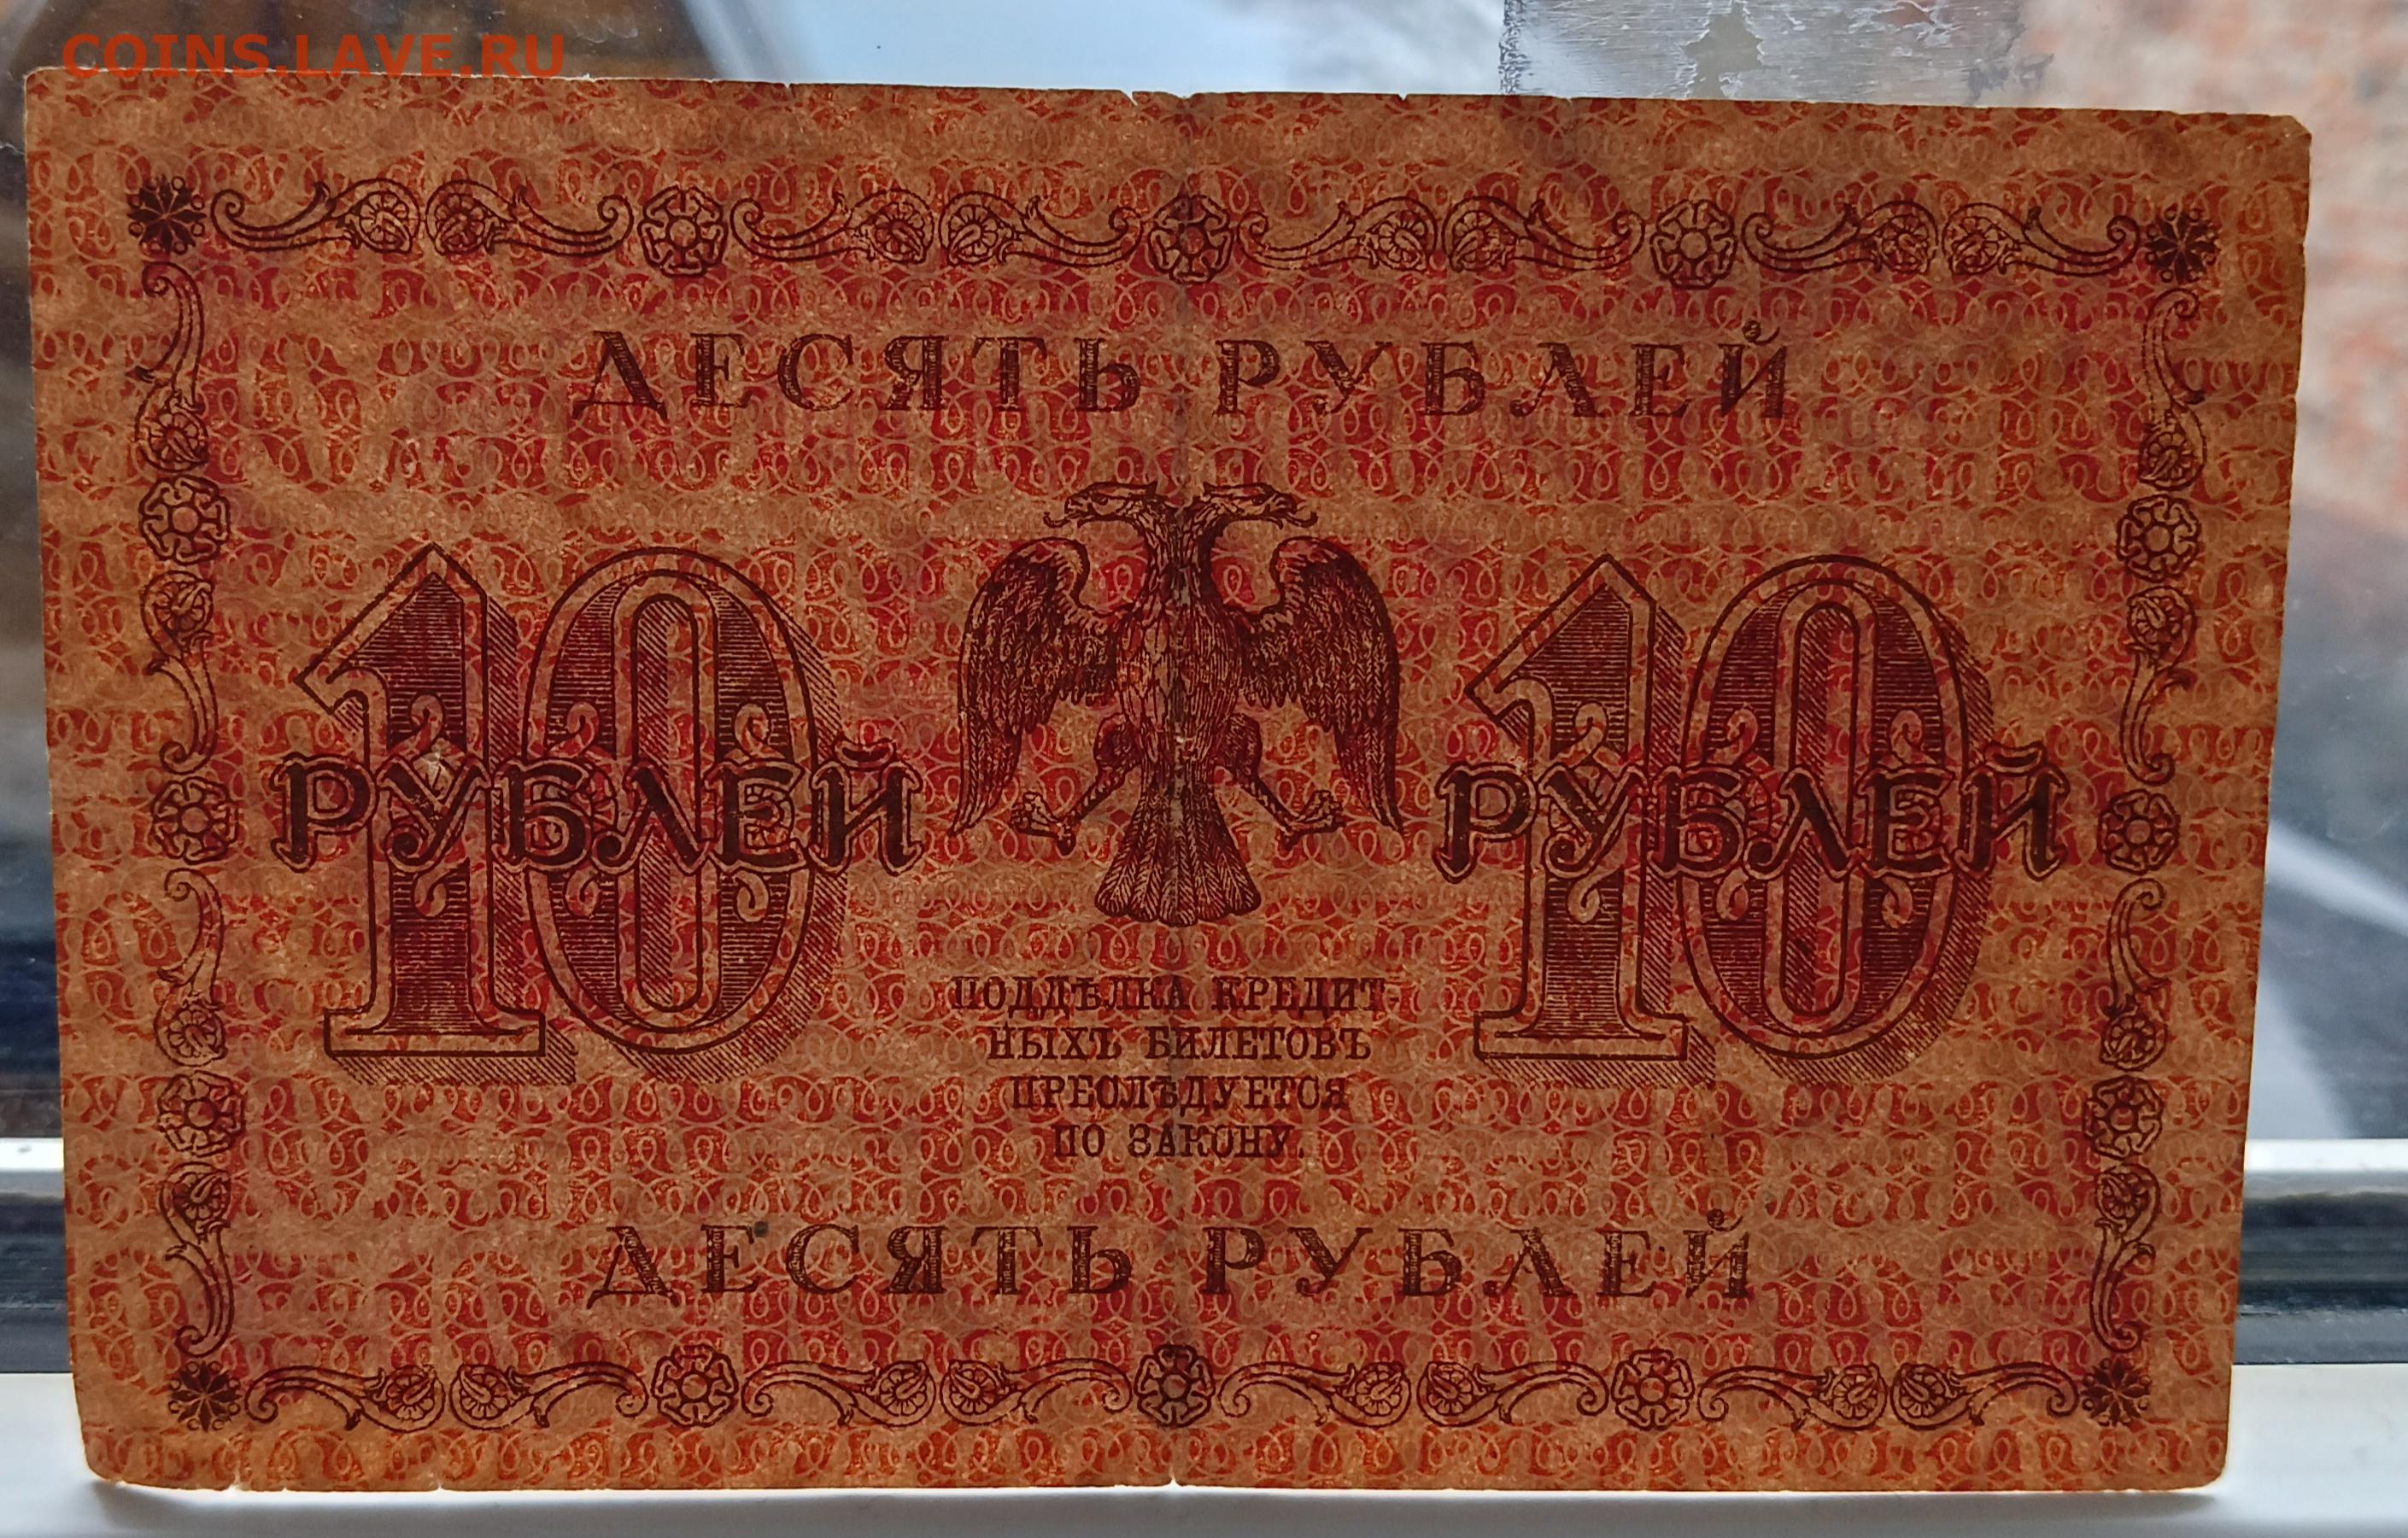 COINS.LAVE.RU
ДЕСЯТЬ РУБЛЕЙ
10 10
РУБЛЕЙ РУБЛЕЙ
ПОДДѢЛКА КРЕДИТ-
НЫХЪ БИЛЕТОВЪ
ПРЕСЛѢДУЕТСЯ
ПО ЗАКОНУ.
ДЕСЯТЬ РУБЛЕЙ